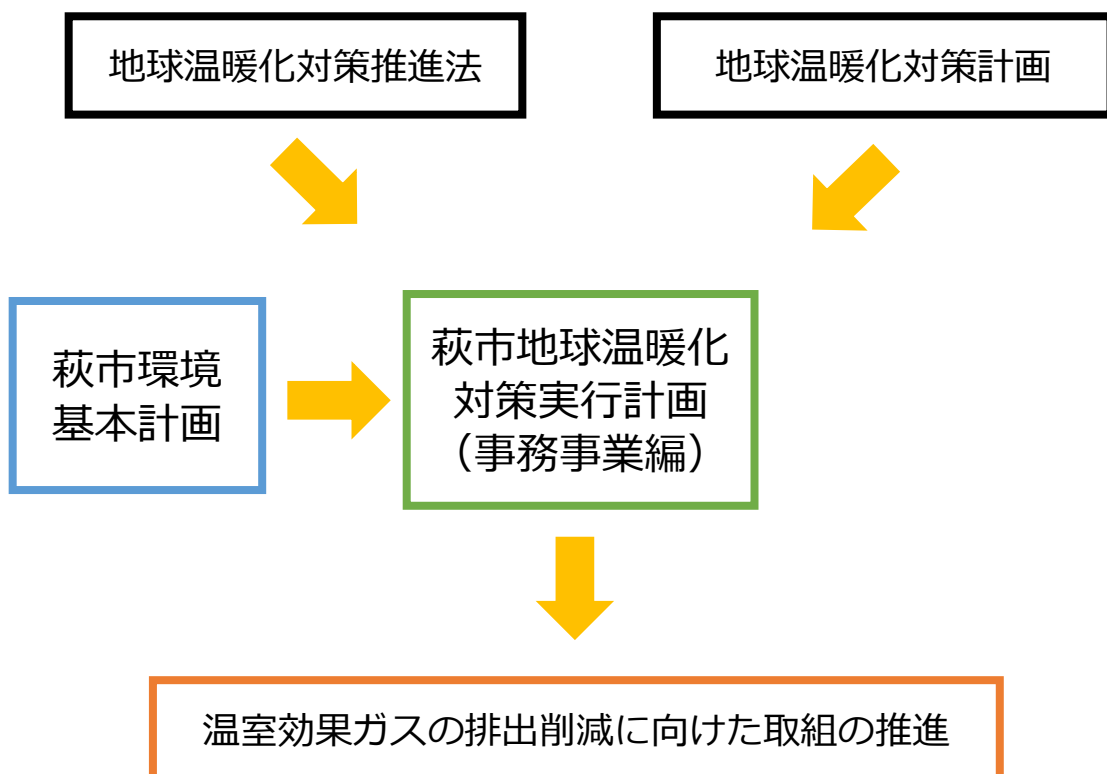 地球温暖化対策推進法
地球温暖化対策計画
萩市環境
基本計画
萩市地球温暖化
対策実行計画
（事務事業編）
温室効果ガスの排出削減に向けた取組の推進